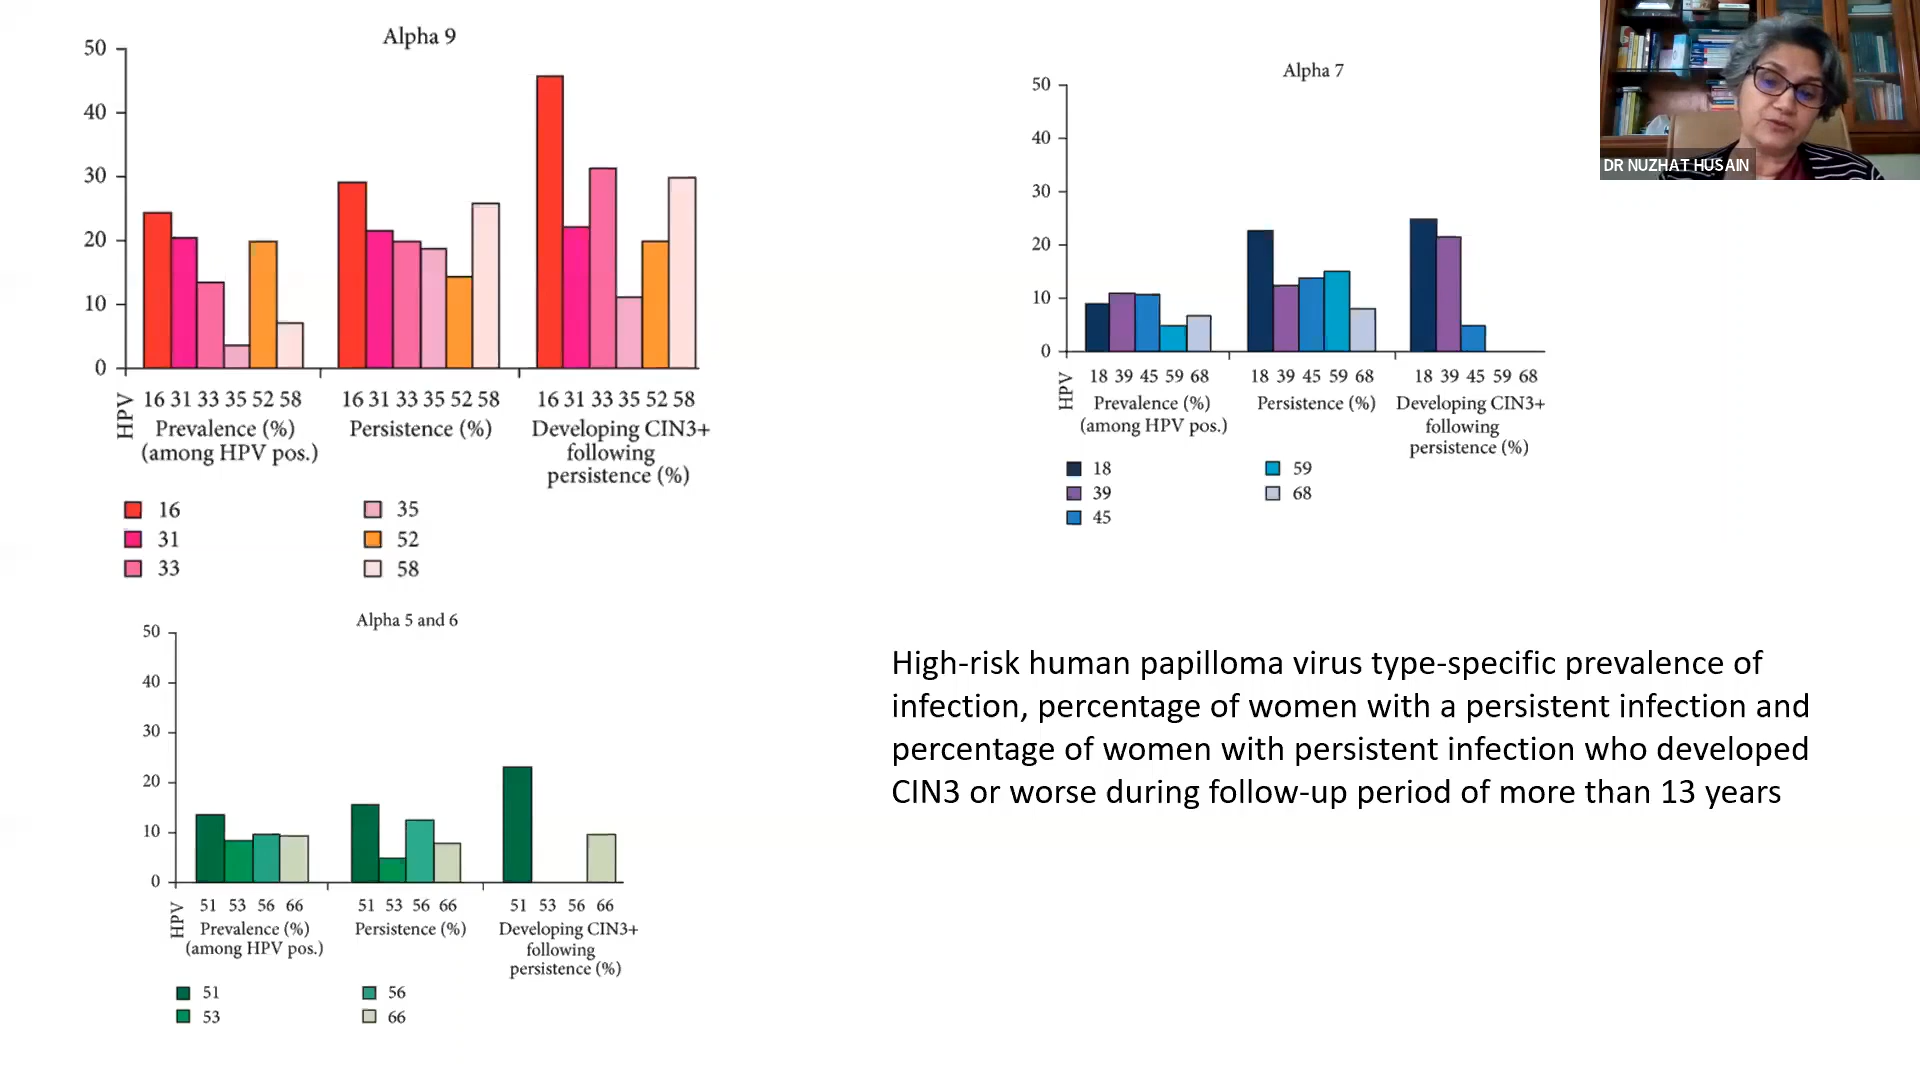 Alpha 9
50
40
30
20
10
0
HPV
16 31 33 35 52 58
Prevalence (%)
(among HPV pos.)
16 31 33 35 52 58
Persistence (%)
16 31 33 35 52 58
Developing CIN3+
following
persistence (%)
16
31
33
35
52
58
Alpha 7
50
40
30
20
10
0
HPV
18 39 45 59 68
Prevalence (%)
(among HPV pos.)
18 39 45 59 68
Persistence (%)
18 39 45 59 68
Developing CIN3+
following
persistence (%)
18
39
45
59
68
DR NUZHAT HUSAIN
Alpha 5 and 6
50
40
30
20
10
0
HPV
51 53 56 66
Prevalence (%)
(among HPV pos.)
51 53 56 66
Persistence (%)
51 53 56 66
Developing CIN3+
following
persistence (%)
51
53
56
66
High-risk human papilloma virus type-specific prevalence of
infection, percentage of women with a persistent infection and
percentage of women with persistent infection who developed
CIN3 or worse during follow-up period of more than 13 years